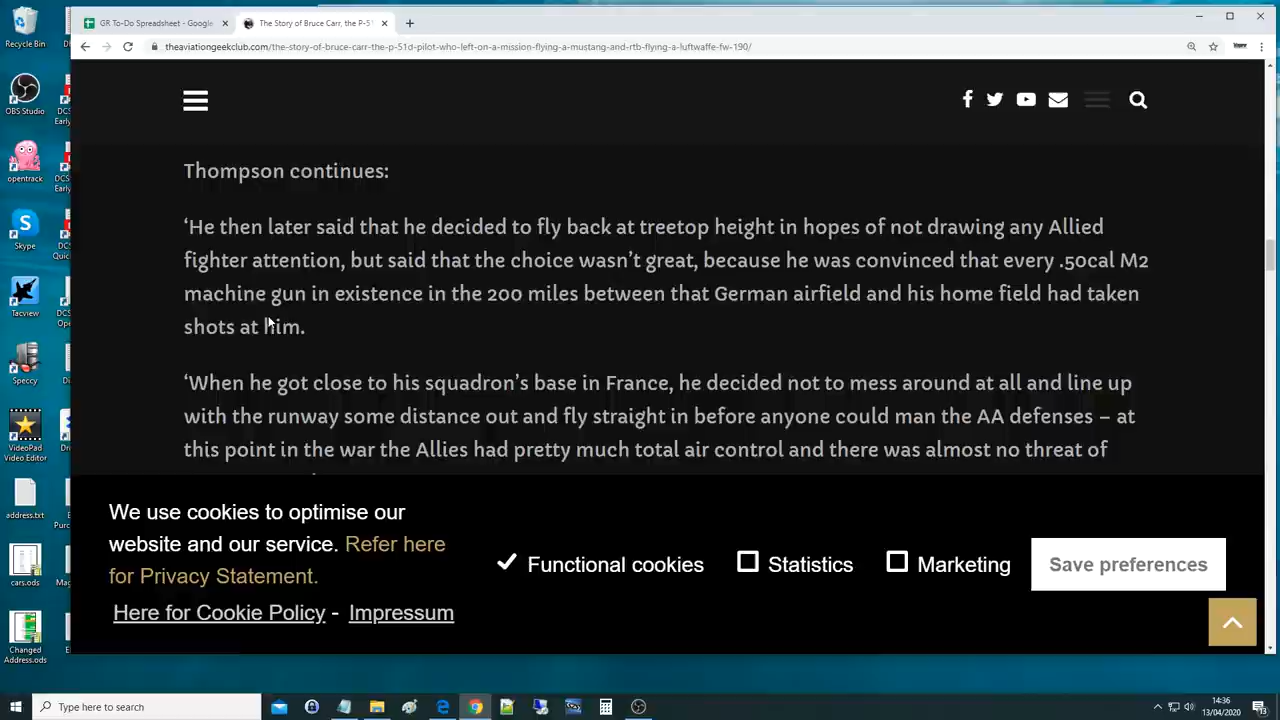 Recycle Bin
OBS Studio
opentrack
Skype
Tacview
Speccy
VideoPad
Video Editor
address.txt
cars.ods
Changed
Address.ods
DCS
Early
DCS
Early
DCS
Quic
DCS
Op
GR To-Do Spreadsheet - Google
The Story of Bruce Carr, the P-51
theaviationgeekclub.com/the-story-of-bruce-carr-the-p-51d-pilot-who-left-on-a-mission-flying-a-mustang-and-rtb-flying-a-luftwaffe-fw-190/
Thompson continues:
‘He then later said that he decided to fly back at treetop height in hopes of not drawing any Allied
fighter attention, but said that the choice wasn’t great, because he was convinced that every .50cal M2
machine gun in existence in the 200 miles between that German airfield and his home field had taken
shots at him.
‘When he got close to his squadron’s base in France, he decided not to mess around at all and line up
with the runway some distance out and fly straight in before anyone could man the AA defenses – at
this point in the war the Allies had pretty much total air control and there was almost no threat of
We use cookies to optimise our
website and our service. Refer here
for Privacy Statement.
Here for Cookie Policy - Impressum
Functional cookies
Statistics
Marketing
Save preferences
Type here to search
14:36
13/04/2020